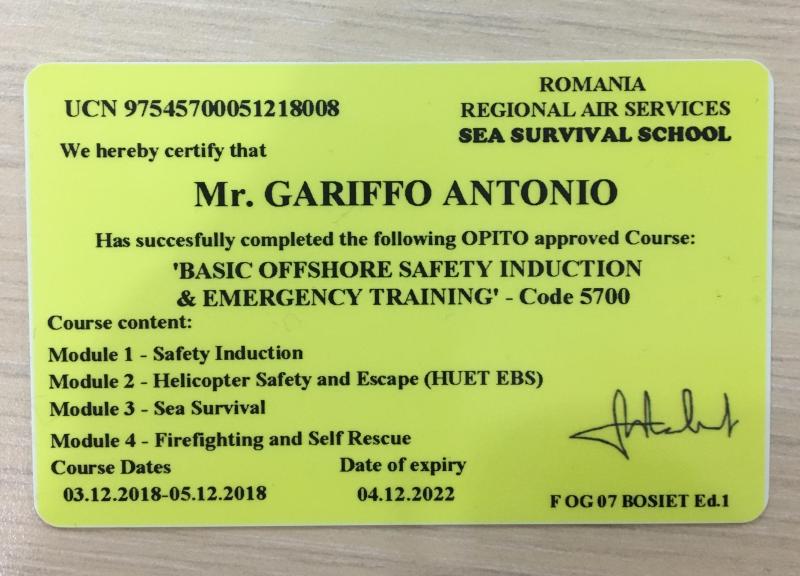 UCN 97545700051218008
ROMANIA
REGIONAL AIR SERVICES
SEA SURVIVAL SCHOOL
We hereby certify that
Mr. GARIFFO ANTONIO
Has succesfully completed the following OPITO approved Course:
'BASIC OFFSHORE SAFETY INDUCTION
& EMERGENCY TRAINING' - Code 5700
Course content:
Module 1 - Safety Induction
Module 2 - Helicopter Safety and Escape (HUET EBS)
Module 3 - Sea Survival
Module 4 - Firefighting and Self Rescue
Course Dates
Date of expiry
03.12.2018-05.12.2018
04.12.2022
F OG 07 BOSIET Ed.1